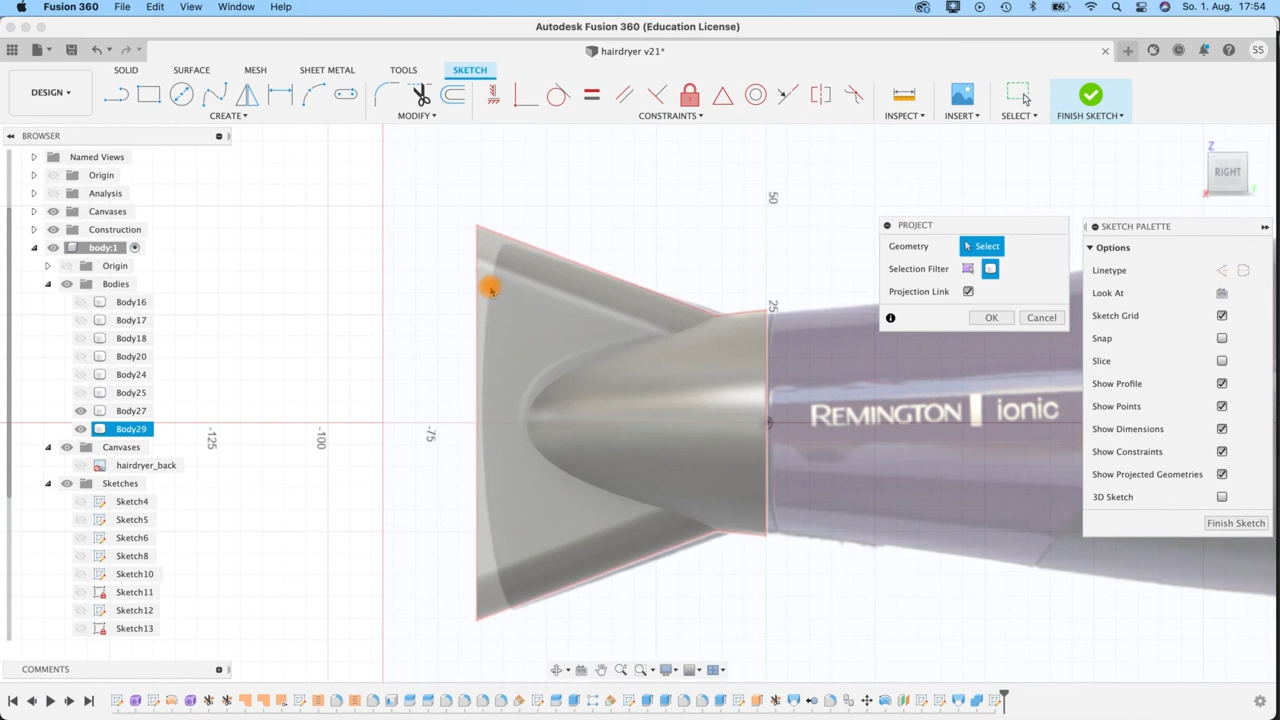 Fusion 360 File Edit View Window Help So. 1. Aug. 17:54
Autodesk Fusion 360 (Education License)
hairdryer v21* SS
SOLID SURFACE MESH SHEET METAL TOOLS SKETCH
DESIGN
CREATE MODIFY CONSTRAINTS INSPECT INSERT SELECT FINISH SKETCH
BROWSER
Named Views
Origin
Analysis
Canvases
Construction
body:1
Origin
Bodies
Body16
Body17
Body18
Body20
Body24
Body25
Body27
Body29
Canvases
hairdryer_back
Sketches
Sketch4
Sketch5
Sketch6
Sketch8
Sketch10
Sketch11
Sketch12
Sketch13
COMMENTS
-125
-100
-75
50
25
REMINGTON ionic
Z
RIGHT
X
Y
PROJECT
Geometry Select
Selection Filter
Projection Link
OK Cancel
SKETCH PALETTE
Options
Linetype
Look At
Sketch Grid
Snap
Slice
Show Profile
Show Points
Show Dimensions
Show Constraints
Show Projected Geometries
3D Sketch
Finish Sketch